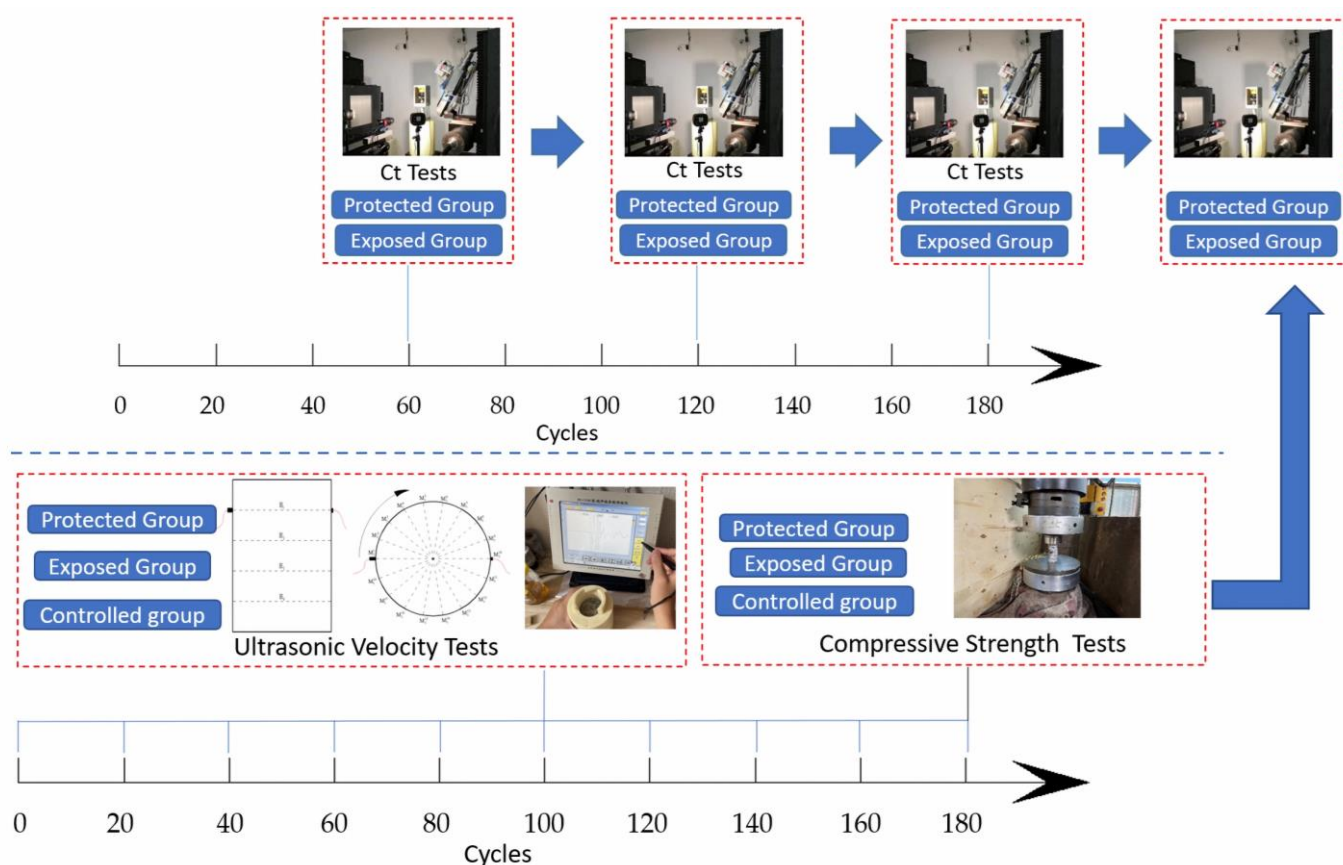 Ct Tests
Protected Group
Exposed Group
Ct Tests
Protected Group
Exposed Group
Ct Tests
Protected Group
Exposed Group
Protected Group
Exposed Group
0 20 40 60 80 100 120 140 160 180
Cycles
Protected Group
Exposed Group
Controlled group
Ultrasonic Velocity Tests
Protected Group
Exposed Group
Controlled group
Compressive Strength Tests
0 20 40 60 80 100 120 140 160 180
Cycles